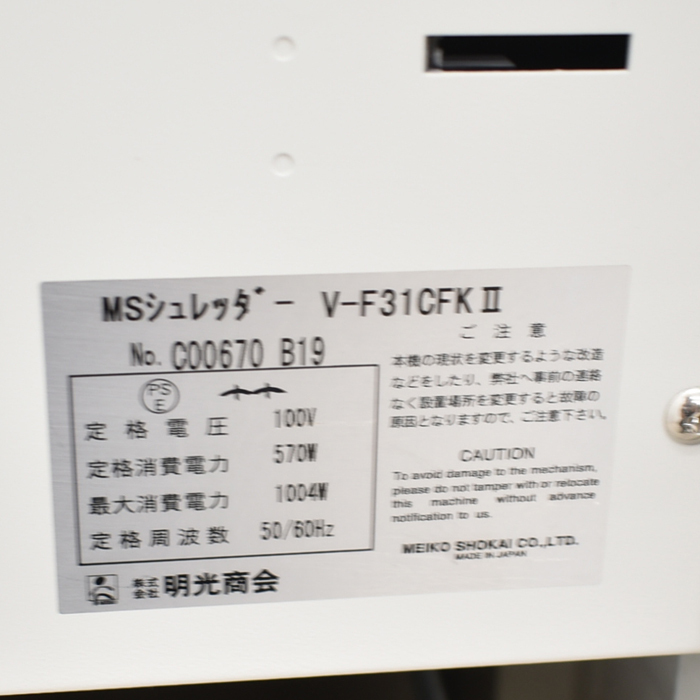 MSシュレッダー V-F31CFKⅡ
No. C00670 B19
PS
E
定格電圧 100V
定格消費電力 570W
最大消費電力 1004W
定格周波数 50/60Hz
株式
会社 明光商会
ご注意
本機の現状を変更するような改造
などをしたり、弊社へ事前の連絡
なく設置場所を変更すると故障の
原因となりますので、ご注意下さい。
CAUTION
To avoid damage to the mechanism,
please do not tamper with or relocate
this machine without advance
notification to us.
MEIKO SHOKAI CO.,LTD.
MADE IN JAPAN